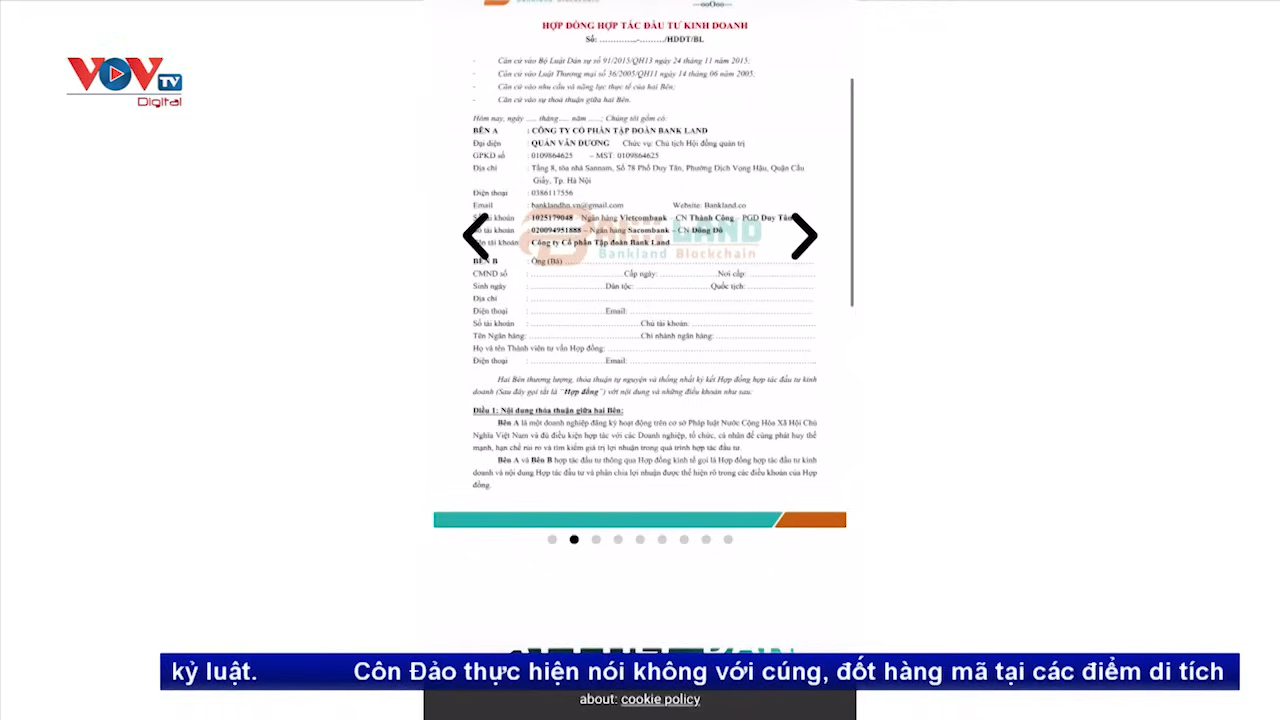 Bankland Blockchain
---ooOoo---
HỢP ĐỒNG HỢP TÁC ĐẦU TƯ KINH DOANH
Số: ……………-………/HDDT/BL
- Căn cứ vào Bộ Luật Dân sự số 91/2015/QH13 ngày 24 tháng 11 năm 2015;
- Căn cứ vào Luật Thương mại số 36/2005/QH11 ngày 14 tháng 06 năm 2005;
- Căn cứ vào nhu cầu và năng lực thực tế của hai Bên;
- Căn cứ vào sự thoả thuận giữa hai Bên.
Hôm nay, ngày ..... tháng..... năm ......; Chúng tôi gồm có:
BÊN A : CÔNG TY CỔ PHẦN TẬP ĐOÀN BANK LAND
Đại diện : QUẢN VĂN DƯƠNG Chức vụ: Chủ tịch Hội đồng quản trị
GPKD số : 0109864625 – MST: 0109864625
Địa chỉ : Tầng 8, tòa nhà Sannam, Số 78 Phố Duy Tân, Phường Dịch Vọng Hậu, Quận Cầu
Giấy, Tp. Hà Nội
Điện thoại : 0386117556
Email : banklandhn.vn@gmail.com Website: Bankland.co
Số tài khoản : 1025179048 – Ngân hàng Vietcombank – CN Thành Công – PGD Duy Tân
Số tài khoản : 020094951888 – Ngân hàng Sacombank – CN Đông Đô
Tên tài khoản : Công ty Cổ phần Tập đoàn Bank Land
LAND
Bankland Blockchain
BÊN B : Ông (Bà) ........................
CMND số : ........................Cấp ngày: ..................Nơi cấp: ..................
Sinh ngày : ........................Dân tộc: ........................Quốc tịch: ..................
Địa chỉ : ........................
Điện thoại : ........................Email: ........................
Số tài khoản : ........................Chủ tài khoản: ........................
Tên Ngân hàng: ........................Chi nhánh ngân hàng: ........................
Họ và tên Thành viên tư vấn Hợp đồng: ........................
Điện thoại : ........................Email: ........................
Hai Bên thương lượng, thỏa thuận tự nguyện và thống nhất ký kết Hợp đồng hợp tác đầu tư kinh
doanh (Sau đây gọi tắt là "Hợp đồng") với nội dung và những điều khoản như sau:
Điều 1: Nội dung thỏa thuận giữa hai Bên:
Bên A là một doanh nghiệp đăng ký hoạt động trên cơ sở Pháp luật Nước Cộng Hòa Xã Hội Chủ
Nghĩa Việt Nam và đủ điều kiện hợp tác với các Doanh nghiệp, tổ chức, cá nhân để cùng phát huy thế
mạnh, hạn chế rủi ro và tìm kiếm giá trị lợi nhuận trong quá trình hợp tác đầu tư.
Bên A và Bên B hợp tác đầu tư thông qua Hợp đồng kinh tế gọi là Hợp đồng hợp tác đầu tư kinh
doanh và nội dung Hợp tác đầu tư và phân chia lợi nhuận được thể hiện rõ trong các điều khoản của Hợp
đồng.
VOV TV
Digital
kỷ luật. Côn Đảo thực hiện nói không với cúng, đốt hàng mã tại các điểm di tích
about: cookie policy